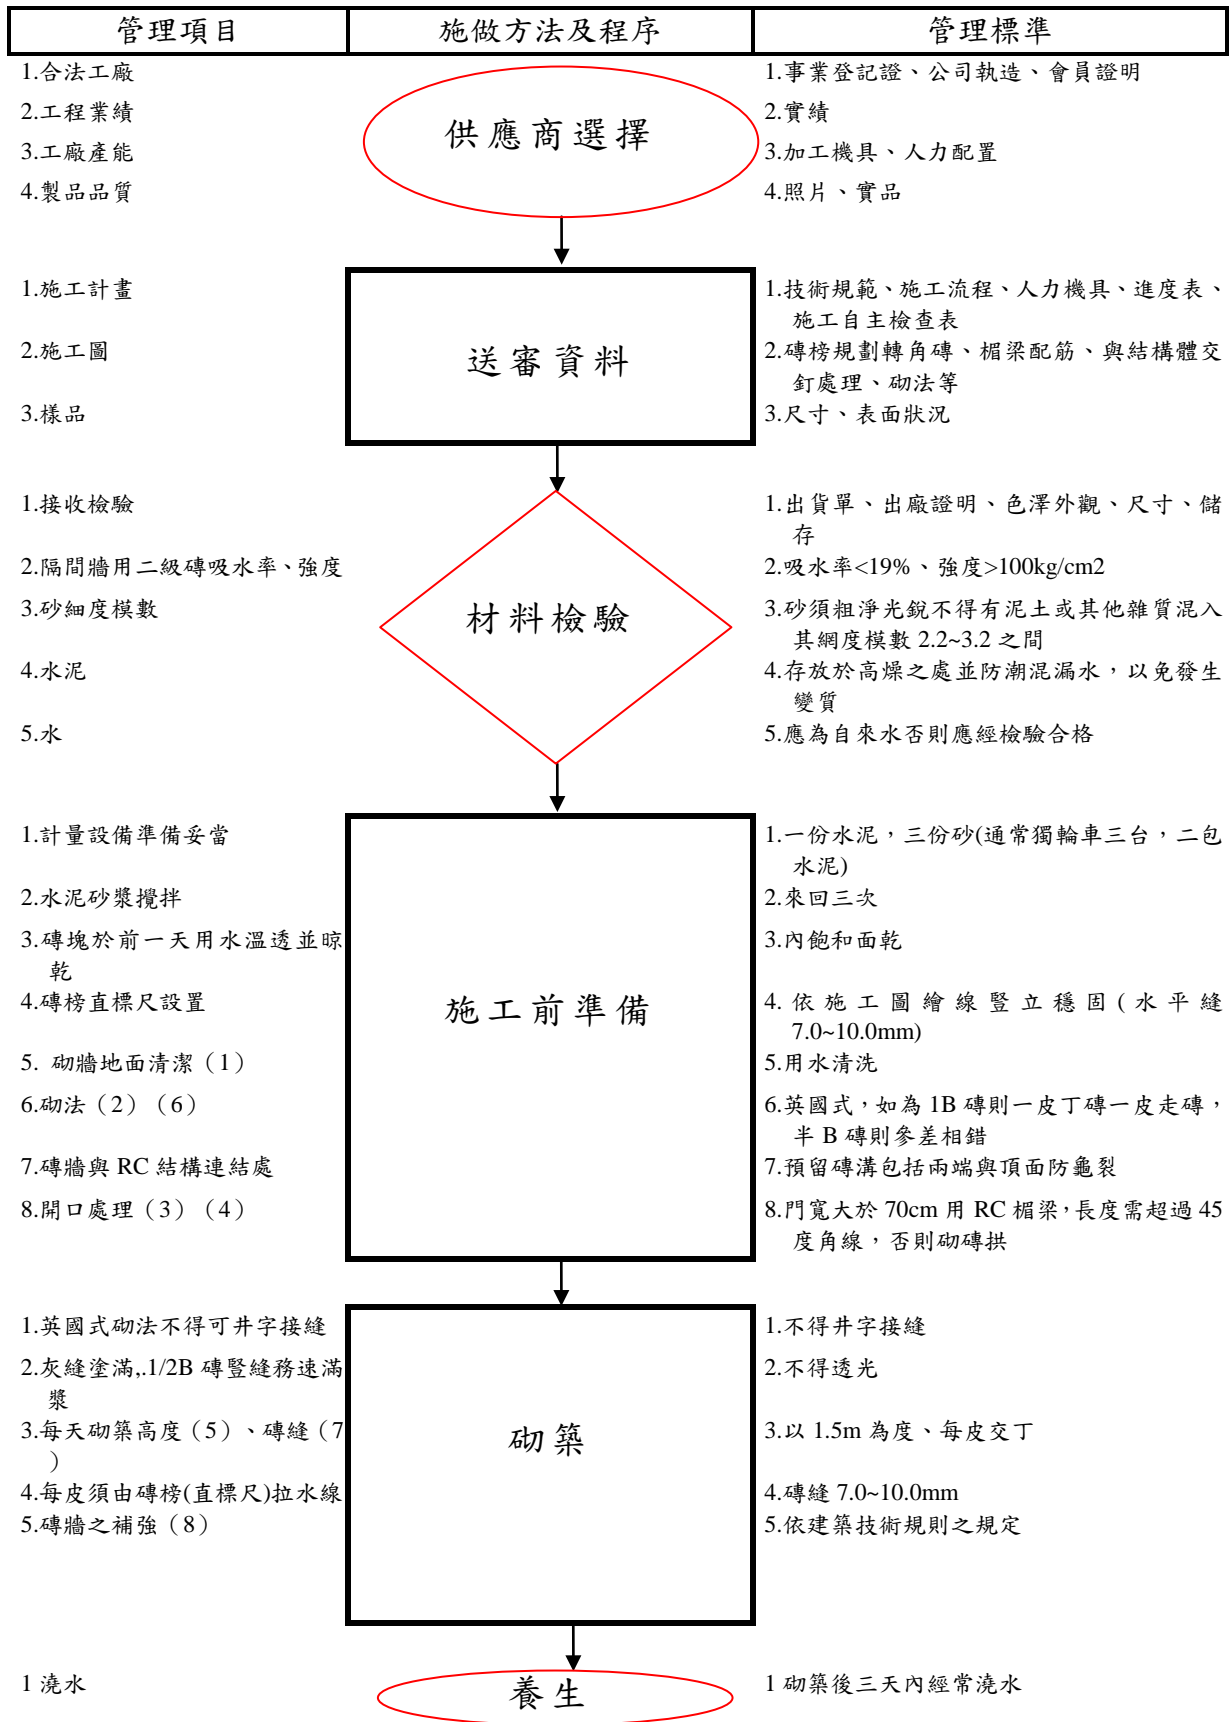 管理項目
施做方法及程序
管理標準
1.合法工廠
2.工程業績
3.工廠產能
4.製品品質
供應商選擇
1.事業登記證、公司執造、會員證明
2.實績
3.加工機具、人力配置
4.照片、實品
1.施工計畫
2.施工圖
3.樣品
送審資料
1.技術規範、施工流程、人力機具、進度表、
施工自主檢查表
2.磚榜規劃轉角磚、楣梁配筋、與結構體交
釘處理、砌法等
3.尺寸、表面狀況
1.接收檢驗
2.隔間牆用二級磚吸水率、強度
3.砂細度模數
4.水泥
5.水
材料檢驗
1.出貨單、出廠證明、色澤外觀、尺寸、儲
存
2.吸水率<19%、強度>100kg/cm2
3.砂須粗淨光銳不得有泥土或其他雜質混入
其網度模數 2.2~3.2 之間
4.存放於高燥之處並防潮混漏水，以免發生
變質
5.應為自來水否則應經檢驗合格
1.計量設備準備妥當
2.水泥砂漿攪拌
3.磚塊於前一天用水溫透並晾
乾
4.磚榜直標尺設置
5. 砌牆地面清潔（1）
6.砌法（2）（6）
7.磚牆與 RC 結構連結處
8.開口處理（3）（4）
施工前準備
1.一份水泥，三份砂(通常獨輪車三台，二包
水泥)
2.來回三次
3.內飽和面乾
4.依施工圖繪線豎立穩固(水平縫
7.0~10.0mm)
5.用水清洗
6.英國式，如為 1B 磚則一皮丁磚一皮走磚，
半 B 磚則參差相錯
7.預留磚溝包括兩端與頂面防龜裂
8.門寬大於 70cm 用 RC 楣梁，長度需超過 45
度角線，否則砌磚拱
1.英國式砌法不得可井字接縫
2.灰縫塗滿,.1/2B 磚豎縫務速滿
漿
3.每天砌築高度（5）、磚縫（7
）
4.每皮須由磚榜(直標尺)拉水線
5.磚牆之補強（8）
砌築
1.不得井字接縫
2.不得透光
3.以 1.5m 為度、每皮交丁
4.磚縫 7.0~10.0mm
5.依建築技術規則之規定
1 澆水
養生
1 砌築後三天內經常澆水